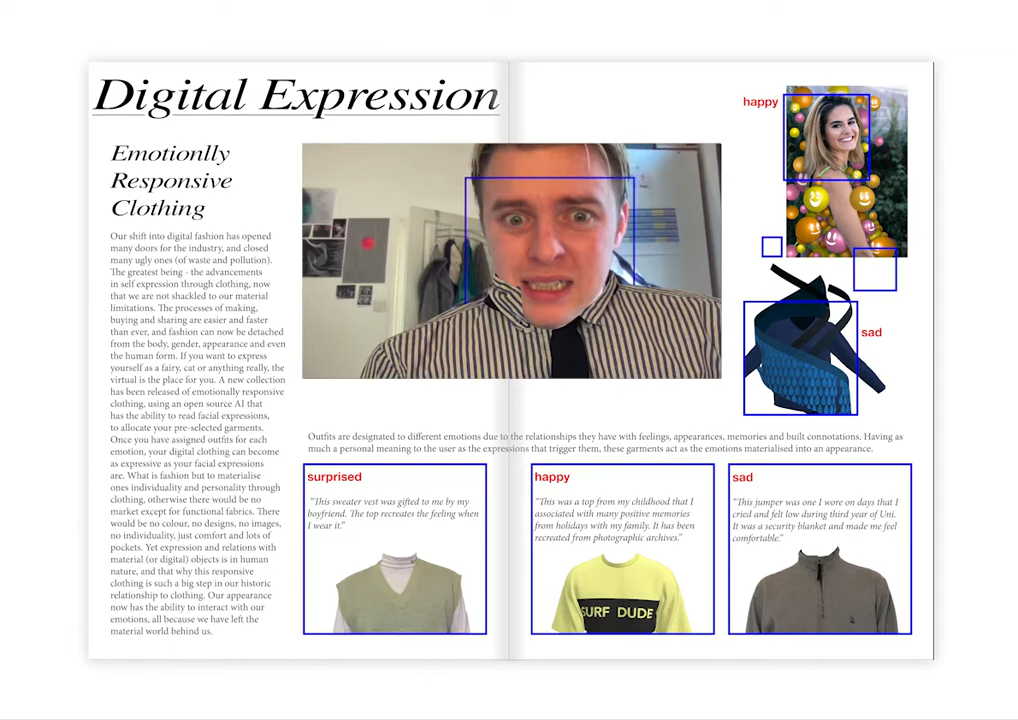 Digital Expression
Emotionlly
Responsive
Clothing
Our shift into digital fashion has opened
many doors for the industry, and closed
many ugly ones (of waste and pollution).
The greatest being - the advancements
in self expression through clothing, now
that we are not shackled to our material
limitations. The processes of making,
buying and sharing are easier and faster
than ever, and fashion can now be detached
from the body, gender, appearance and even
the human form. If you want to express
yourself as a fairy, cat or anything really, the
virtual is the place for you. A new collection
has been released of emotionally responsive
clothing, using an open source AI that
has the ability to read facial expressions,
to allocate your pre-selected garments.
Once you have assigned outfits for each
emotion, your digital clothing can become
as expressive as your facial expressions
are. What is fashion but to materialise
ones individuality and personality through
clothing, otherwise there would be no
market except for functional fabrics. There
would be no colour, no designs, no images,
no individuality, just comfort and lots of
pockets. Yet expression and relations with
material (or digital) objects is in human
nature, and that why this responsive
clothing is such a big step in our historic
relationship to clothing. Our appearance
now has the ability to interact with our
emotions, all because we have left the
material world behind us.
happy
sad
Outfits are designated to different emotions due to the relationships they have with feelings, appearances, memories and built connotations. Having as
much a personal meaning to the user as the expressions that trigger them, these garments act as the emotions materialised into an appearance.
surprised
"This sweater vest was gifted to me by my
boyfriend. The top recreates the feeling when
I wear it."
happy
"This was a top from my childhood that I
associated with many positive memories
from holidays with my family. It has been
recreated from photographic archives."
SURF DUDE
sad
"This jumper was one I wore on days that I
cried and felt low during third year of Uni.
It was a security blanket and made me feel
comfortable."